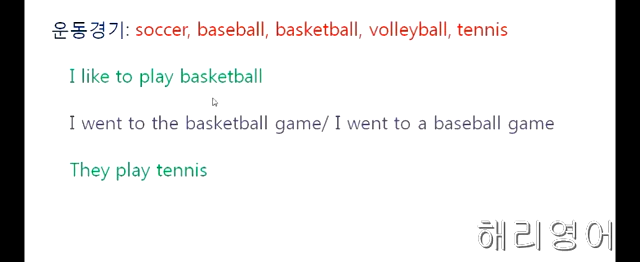 운동경기: soccer, baseball, basketball, volleyball, tennis
I like to play basketball
I went to the basketball game/ I went to a baseball game
They play tennis
해리영어